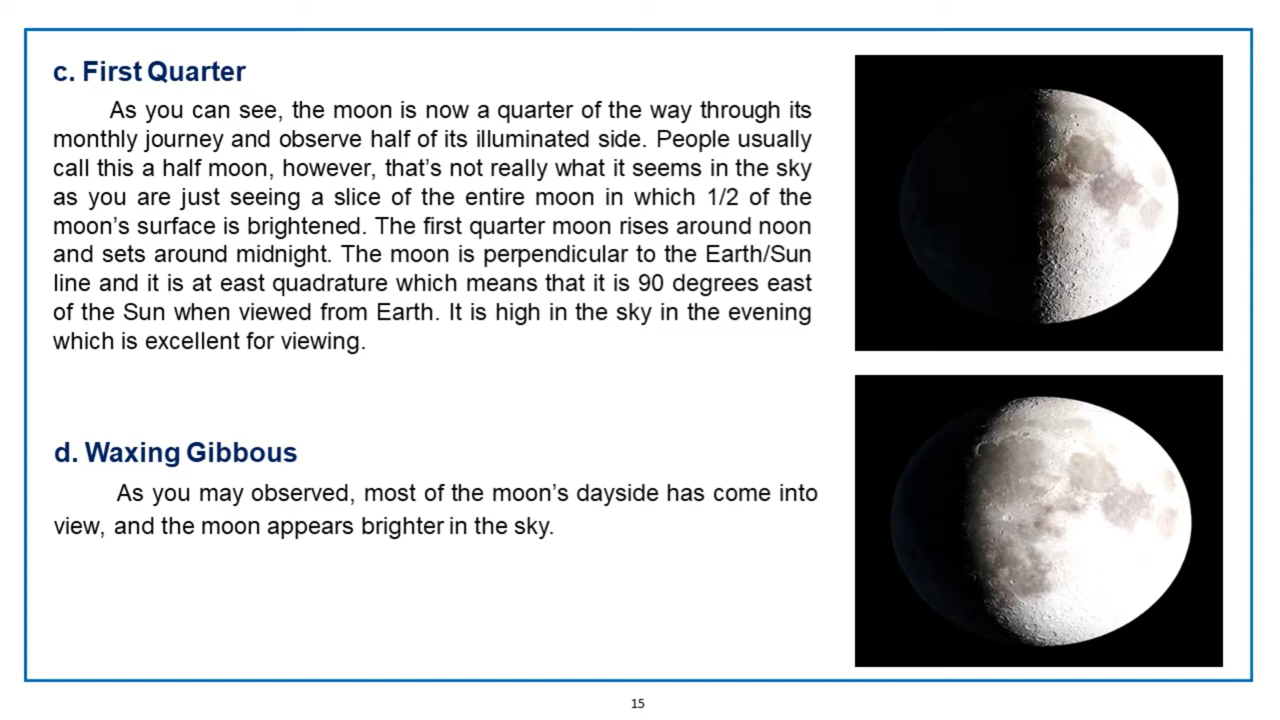 c. First Quarter
As you can see, the moon is now a quarter of the way through its
monthly journey and observe half of its illuminated side. People usually
call this a half moon, however, that’s not really what it seems in the sky
as you are just seeing a slice of the entire moon in which 1/2 of the
moon’s surface is brightened. The first quarter moon rises around noon
and sets around midnight. The moon is perpendicular to the Earth/Sun
line and it is at east quadrature which means that it is 90 degrees east
of the Sun when viewed from Earth. It is high in the sky in the evening
which is excellent for viewing.
d. Waxing Gibbous
As you may observed, most of the moon’s dayside has come into
view, and the moon appears brighter in the sky.
15